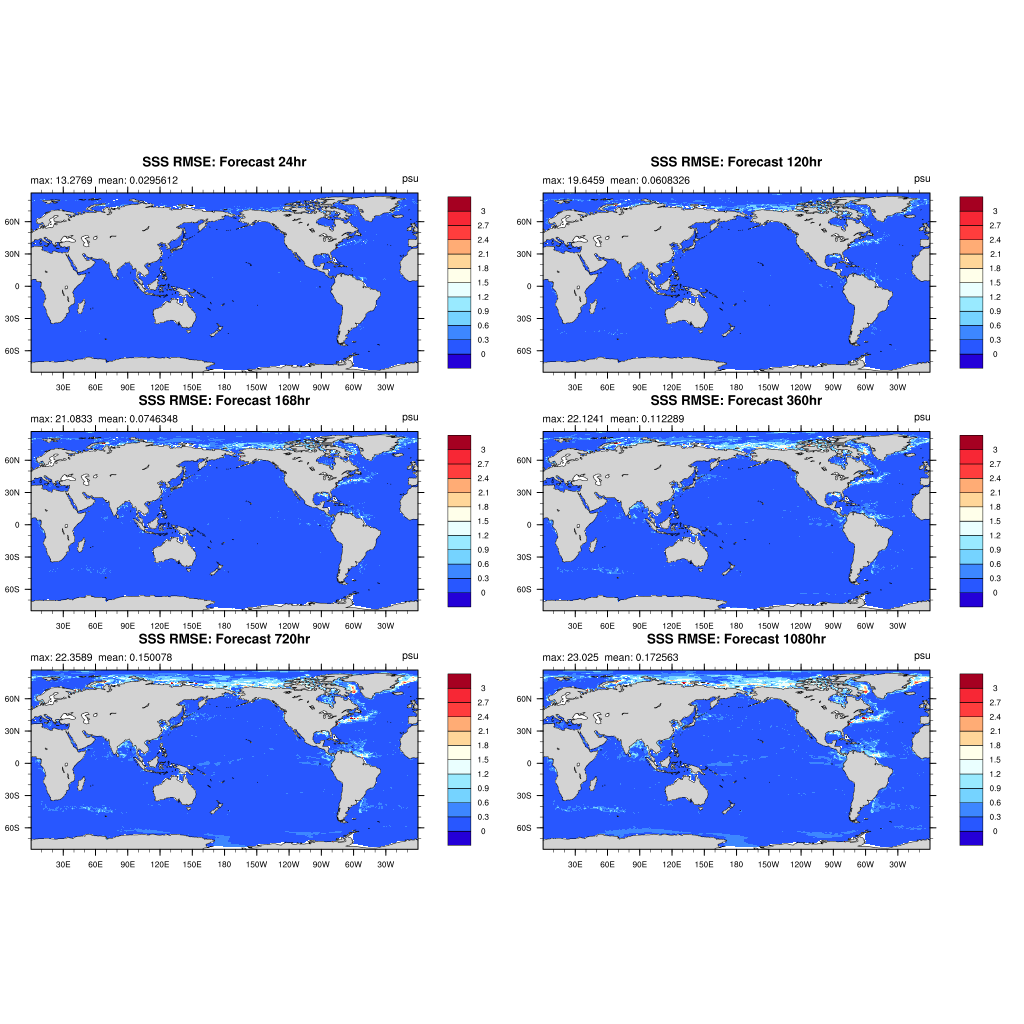 SSS RMSE: Forecast 24hr
max: 13.2769 mean: 0.0295612 psu
60N
30N
0
30S
60S
30E 60E 90E 120E 150E 180 150W 120W 90W 60W 30W
3
2.7
2.4
2.1
1.8
1.5
1.2
0.9
0.6
0.3
0
SSS RMSE: Forecast 120hr
max: 19.6459 mean: 0.0608326 psu
60N
30N
0
30S
60S
30E 60E 90E 120E 150E 180 150W 120W 90W 60W 30W
3
2.7
2.4
2.1
1.8
1.5
1.2
0.9
0.6
0.3
0
SSS RMSE: Forecast 168hr
max: 21.0833 mean: 0.0746348 psu
60N
30N
0
30S
60S
30E 60E 90E 120E 150E 180 150W 120W 90W 60W 30W
3
2.7
2.4
2.1
1.8
1.5
1.2
0.9
0.6
0.3
0
SSS RMSE: Forecast 360hr
max: 22.1241 mean: 0.112289 psu
60N
30N
0
30S
60S
30E 60E 90E 120E 150E 180 150W 120W 90W 60W 30W
3
2.7
2.4
2.1
1.8
1.5
1.2
0.9
0.6
0.3
0
SSS RMSE: Forecast 720hr
max: 22.3589 mean: 0.150078 psu
60N
30N
0
30S
60S
30E 60E 90E 120E 150E 180 150W 120W 90W 60W 30W
3
2.7
2.4
2.1
1.8
1.5
1.2
0.9
0.6
0.3
0
SSS RMSE: Forecast 1080hr
max: 23.025 mean: 0.172563 psu
60N
30N
0
30S
60S
30E 60E 90E 120E 150E 180 150W 120W 90W 60W 30W
3
2.7
2.4
2.1
1.8
1.5
1.2
0.9
0.6
0.3
0